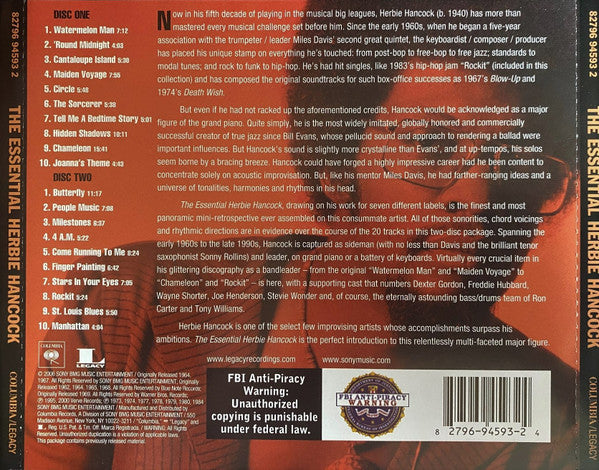 82796 94593 2
THE ESSENTIAL HERBIE HANCOCK
COLUMBIA/LEGACY
DISC ONE
1. Watermelon Man 7:12
2. 'Round Midnight 4:03
3. Cantaloupe Island 5:33
4. Maiden Voyage 7:55
5. Circle 5:48
6. The Sorcerer 5:33
7. Tell Me A Bedtime Story 5:01
8. Hidden Shadows 10:11
9. Chameleon 15:41
10. Joanna's Theme 4:43
DISC TWO
1. Butterfly 11:17
2. People Music 7:08
3. Milestones 6:37
4. 4 A.M. 5:22
5. Come Running To Me 8:23
6. Finger Painting 6:42
7. Stars In Your Eyes 7:05
8. Rockit 5:24
9. St. Louis Blues 5:50
10. Manhattan 4:04
Now in his fifth decade of playing in the musical big leagues, Herbie Hancock (b. 1940) has more than
mastered every musical challenge set before him. Since the early 1960s, when he began a five-year
association with the trumpeter / leader Miles Davis' second great quintet, the keyboardist / composer / producer
has placed his unique stamp on everything he's touched: from post-bop to free-bop to free jazz; standards to
modal tunes; and rock to funk to hip-hop. He's had hit singles, like 1983's hip-hop jam "Rockit" (included in this
collection) and has composed the original soundtracks for such box-office successes as 1967's Blow-Up and
1974's Death Wish.
But even if he had not racked up the aforementioned credits, Hancock would be acknowledged as a major
figure of the grand piano. Quite simply, he is the most widely imitated, globally honored and commercially
successful creator of true jazz since Bill Evans, whose pellucid sound and approach to rendering a ballad were
important influences. But Hancock's sound is slightly more crystalline than Evans', and at up-tempos, his solos
seem borne by a bracing breeze. Hancock could have forged a highly impressive career had he been content to
concentrate solely on acoustic improvisation. But, like his mentor Miles Davis, he had farther-ranging ideas and a
universe of tonalities, harmonies and rhythms in his head.
The Essential Herbie Hancock, drawing on his work for seven different labels, is the finest and most
panoramic mini-retrospective ever assembled on this consummate artist. All of those sonorities, chord voicings
and rhythmic directions are in evidence over the course of the 20 tracks in this two-disc package. Spanning the
early 1960s to the late 1990s, Hancock is captured as sideman (with no less than Davis and the brilliant tenor
saxophonist Sonny Rollins) and leader, on grand piano or a battery of keyboards. Virtually every crucial item in
his glittering discography as a bandleader – from the original "Watermelon Man" and "Maiden Voyage" to
"Chameleon" and "Rockit" – is here, with a supporting cast that numbers Dexter Gordon, Freddie Hubbard,
Wayne Shorter, Joe Henderson, Stevie Wonder and, of course, the eternally astounding bass/drums team of Ron
Carter and Tony Williams.
Herbie Hancock is one of the select few improvising artists whose accomplishments surpass his
ambitions. The Essential Herbie Hancock is the perfect introduction to this relentlessly multi-faceted major figure.
www.legacyrecordings.com www.sonymusic.com
COLUMBIA
L
LEGACY
© 2006 SONY BMG MUSIC ENTERTAINMENT / Originally Released 1964,
FBI Anti-Piracy
Warning:
Unauthorized
copying is punishable
under federal law.
FBI ANTI-PIRACY
WARNING
8 2796-94593-2 4
82796 94593 2
THE ESSENTIAL HERBIE HANCOCK
COLUMBIA/LEGACY